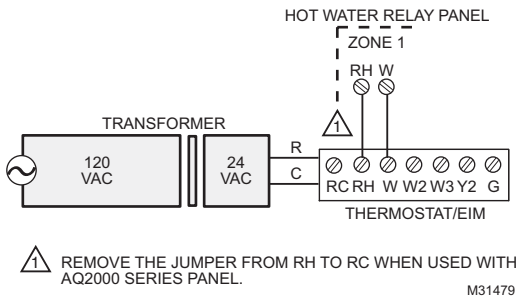 HOT WATER RELAY PANEL
ZONE 1
RH W
1
TRANSFORMER
120
VAC
24
VAC
R
C
RC RH W W2 W3 Y2 G
THERMOSTAT/EIM
1 REMOVE THE JUMPER FROM RH TO RC WHEN USED WITH
AQ2000 SERIES PANEL.
M31479